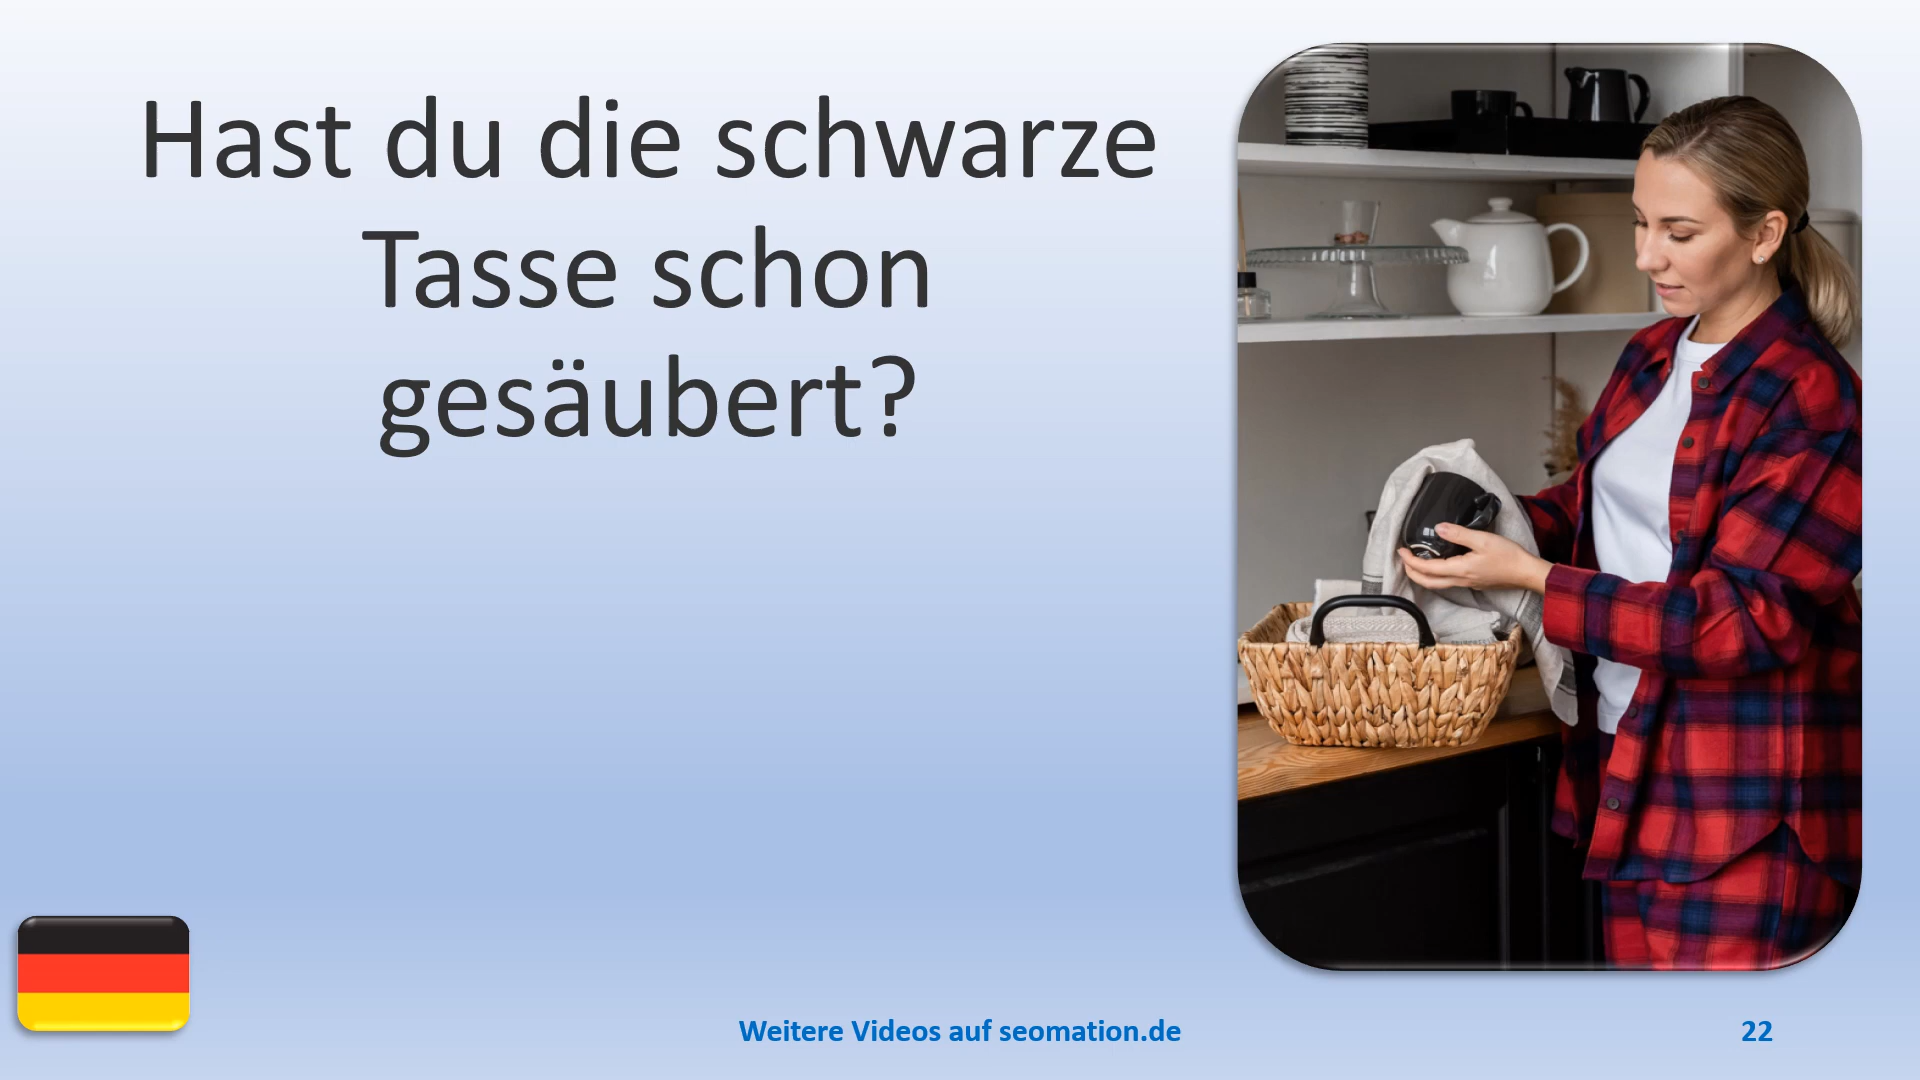 Hast du die schwarze
Tasse schon
gesäubert?
Weitere Videos auf seomation.de
22